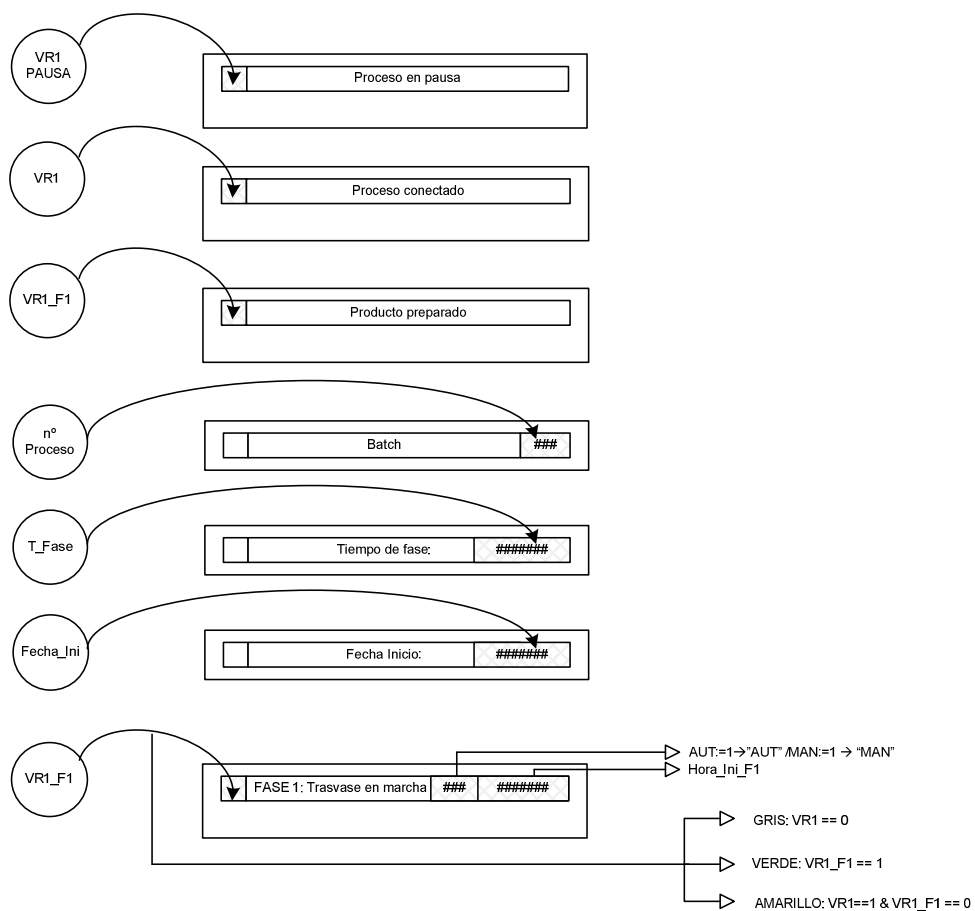 VR1
PAUSA
Proceso en pausa
VR1
Proceso conectado
VR1_F1
Producto preparado
nº
Proceso
Batch
###
T_Fase
Tiempo de fase:
#######
Fecha_Ini
Fecha Inicio:
#######
VR1_F1
FASE 1: Trasvase en marcha
###
#######
AUT:=1→”AUT” /MAN:=1 → “MAN”
Hora_Ini_F1
GRIS: VR1 == 0
VERDE: VR1_F1 == 1
AMARILLO: VR1==1 & VR1_F1 == 0